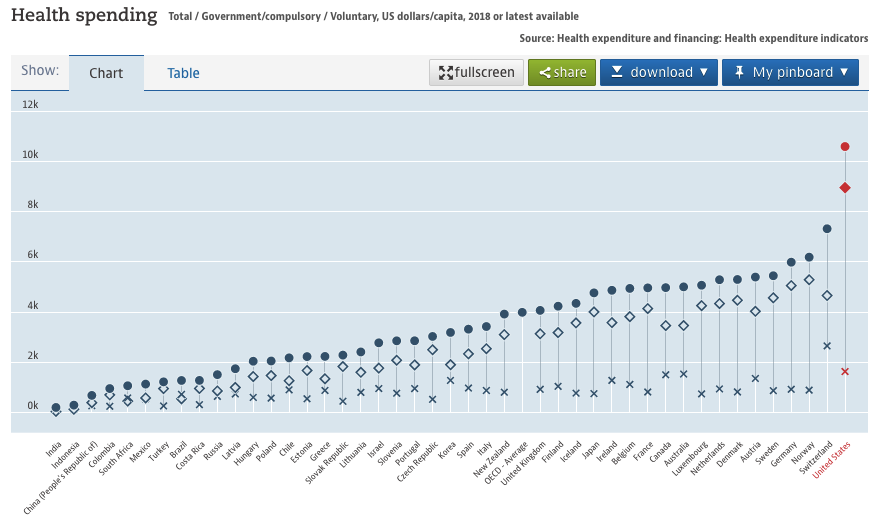 Health spending Total / Government/compulsory / Voluntary, US dollars/capita, 2018 or latest available
Source: Health expenditure and financing: Health expenditure indicators
Show: Chart Table fullscreen share download ▼ My pinboard ▼
12k
10k
8k
6k
4k
2k
0k
India
Indonesia
China (People's Republic of)
Colombia
South Africa
Mexico
Turkey
Brazil
Costa Rica
Russia
Latvia
Hungary
Poland
Chile
Estonia
Greece
Slovak Republic
Lithuania
Israel
Slovenia
Portugal
Czech Republic
Korea
Spain
Italy
New Zealand
OECD - Average
United Kingdom
Finland
Iceland
Japan
Ireland
Belgium
France
Canada
Australia
Luxembourg
Netherlands
Denmark
Austria
Sweden
Germany
Norway
Switzerland
United States